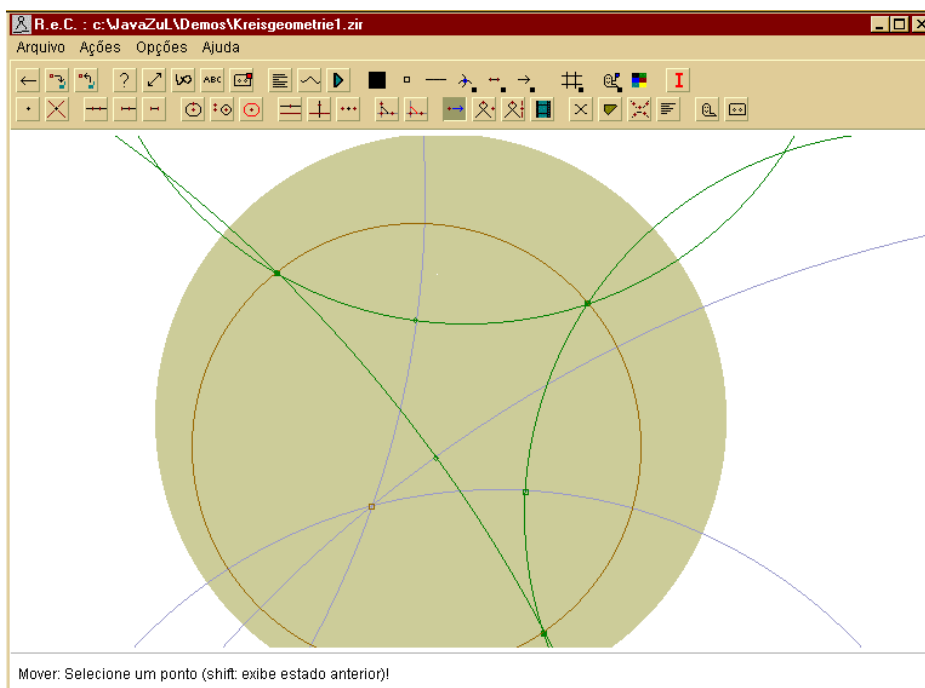 R.e.C. : c:\JavaZuL\Demos\Kreisgeometrie1.zir
Arquivo Ações Opções Ajuda
? ABC I
Mover: Selecione um ponto (shift: exibe estado anterior)!